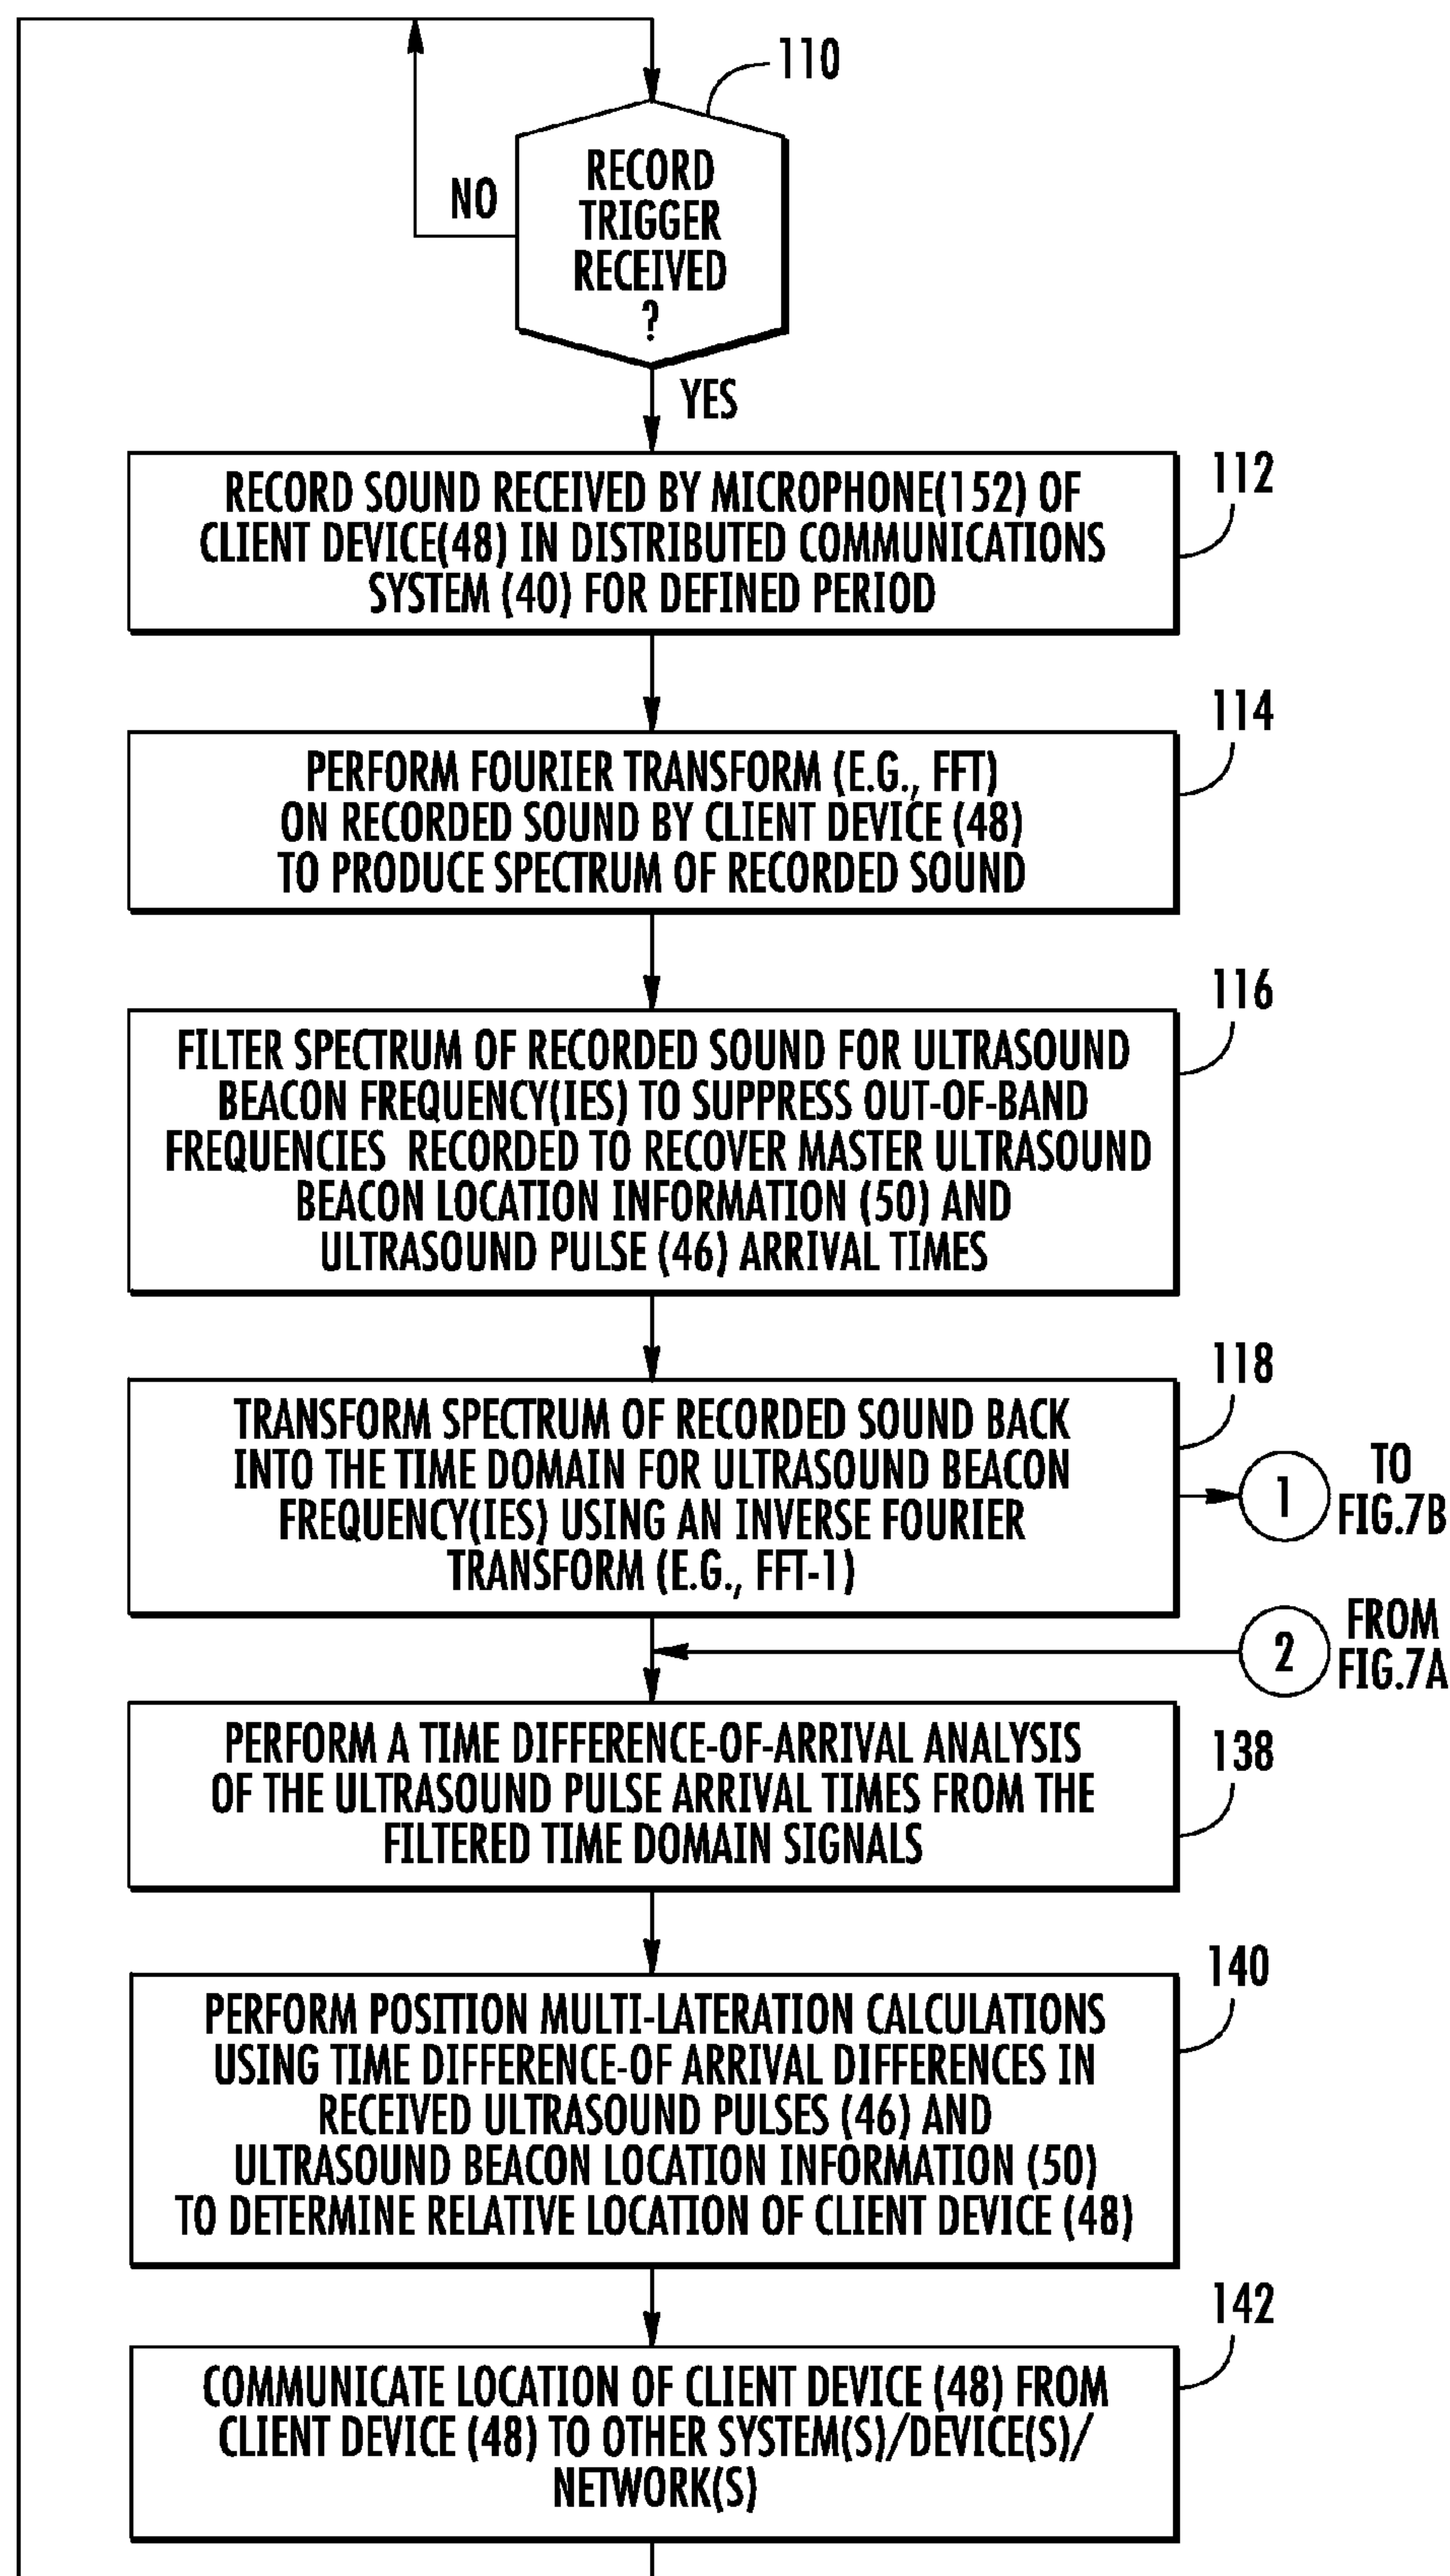 110
RECORD
TRIGGER
RECEIVED
?
NO
YES
112
RECORD SOUND RECEIVED BY MICROPHONE(152) OF
CLIENT DEVICE(48) IN DISTRIBUTED COMMUNICATIONS
SYSTEM (40) FOR DEFINED PERIOD
114
PERFORM FOURIER TRANSFORM (E.G., FFT)
ON RECORDED SOUND BY CLIENT DEVICE (48)
TO PRODUCE SPECTRUM OF RECORDED SOUND
116
FILTER SPECTRUM OF RECORDED SOUND FOR ULTRASOUND
BEACON FREQUENCY(IES) TO SUPPRESS OUT-OF-BAND
FREQUENCIES RECORDED TO RECOVER MASTER ULTRASOUND
BEACON LOCATION INFORMATION (50) AND
ULTRASOUND PULSE (46) ARRIVAL TIMES
118
TRANSFORM SPECTRUM OF RECORDED SOUND BACK
INTO THE TIME DOMAIN FOR ULTRASOUND BEACON
FREQUENCY(IES) USING AN INVERSE FOURIER
TRANSFORM (E.G., FFT-1)
1
TO
FIG.7B
2
FROM
FIG.7A
138
PERFORM A TIME DIFFERENCE-OF-ARRIVAL ANALYSIS
OF THE ULTRASOUND PULSE ARRIVAL TIMES FROM THE
FILTERED TIME DOMAIN SIGNALS
140
PERFORM POSITION MULTI-LATERATION CALCULATIONS
USING TIME DIFFERENCE-OF ARRIVAL DIFFERENCES IN
RECEIVED ULTRASOUND PULSES (46) AND
ULTRASOUND BEACON LOCATION INFORMATION (50)
TO DETERMINE RELATIVE LOCATION OF CLIENT DEVICE (48)
142
COMMUNICATE LOCATION OF CLIENT DEVICE (48) FROM
CLIENT DEVICE (48) TO OTHER SYSTEM(S)/DEVICE(S)/
NETWORK(S)